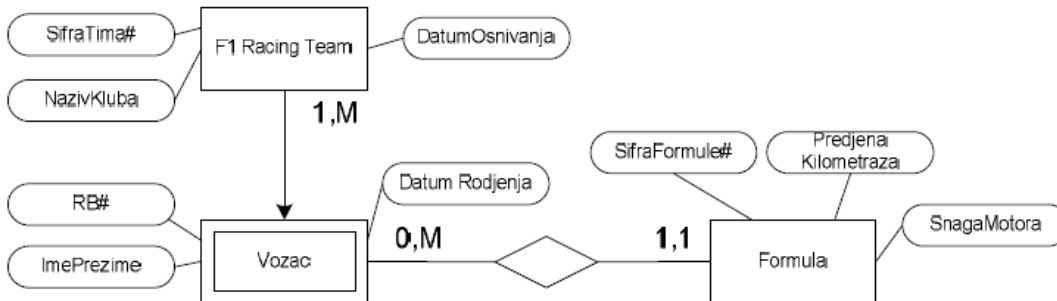 SifraTima#
F1 Racing Team
DatumOsnivanja
NazivKluba
1,M
SifraFormule#
Predjena
Kilometraza
Datum Rodjenja
RB#
SnagaMotora
0,M
1,1
ImePrezime
Vozac
Formula